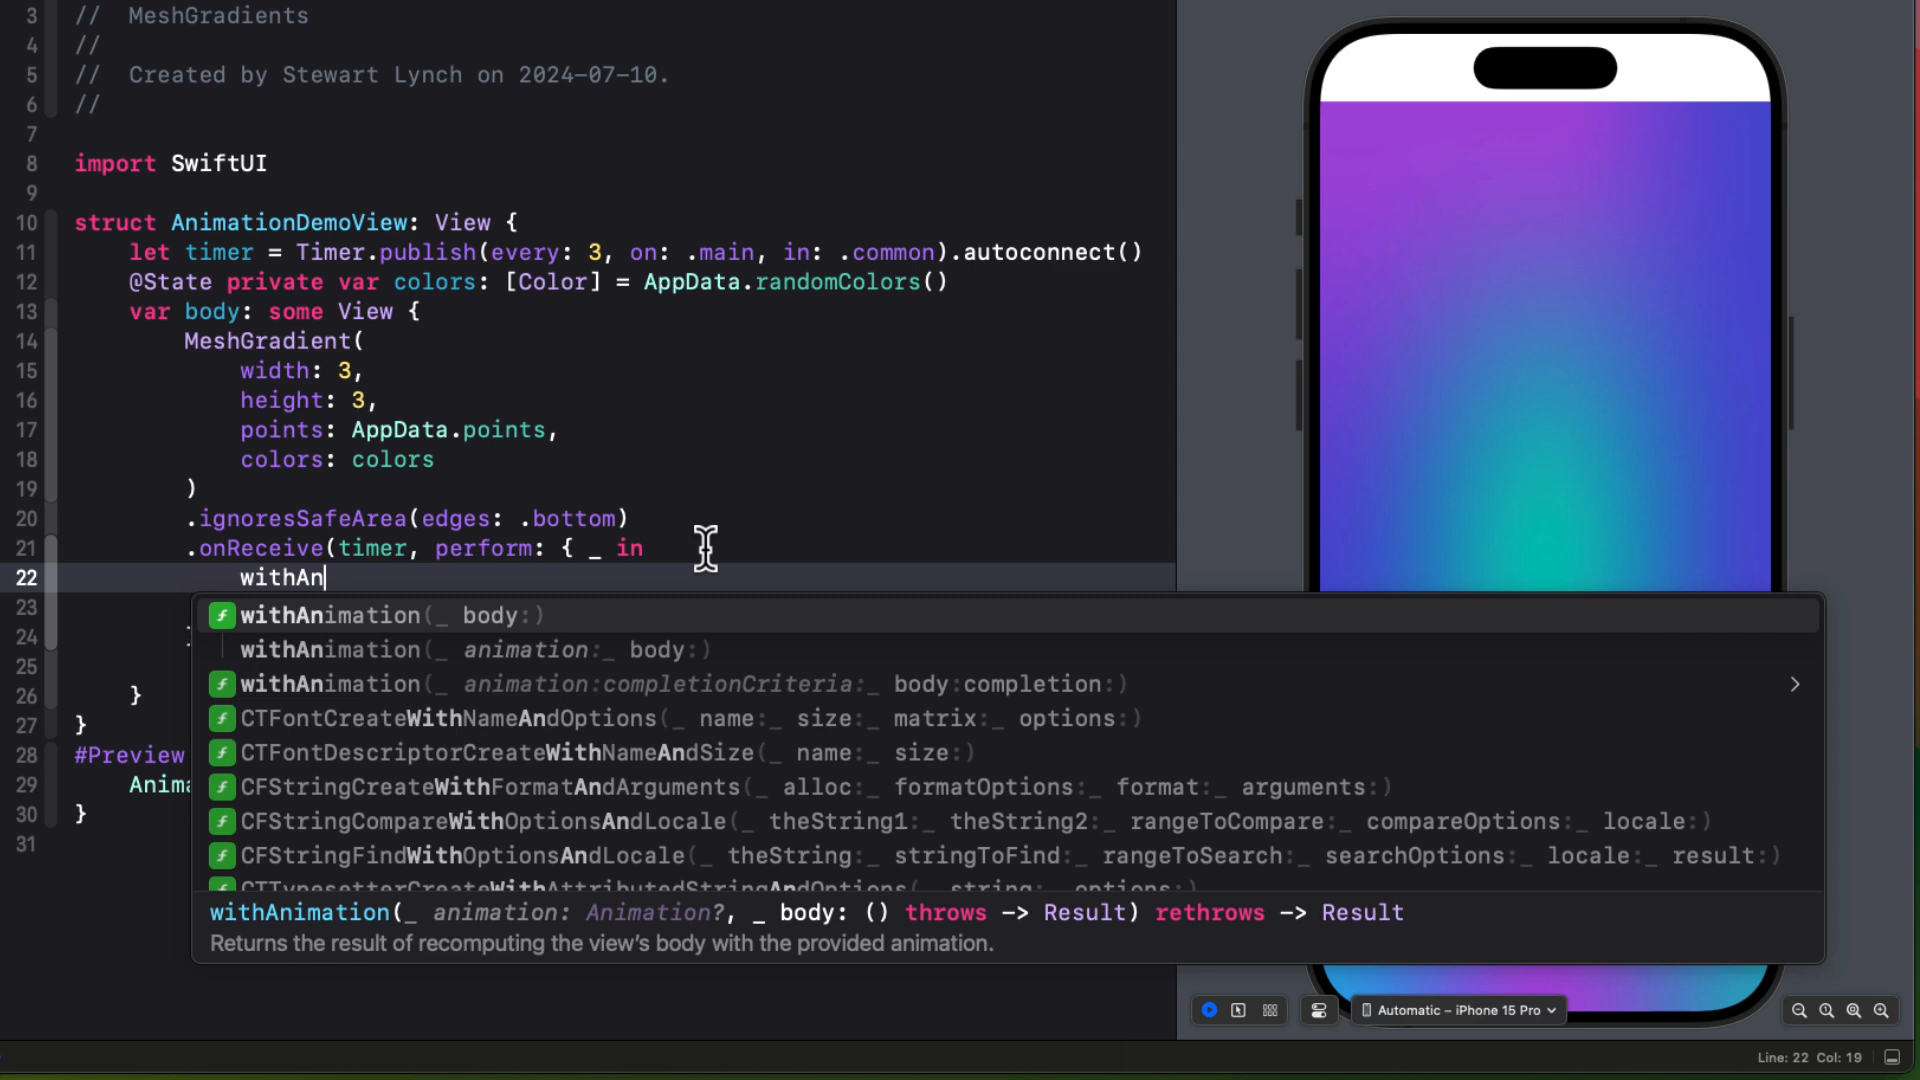 3 //  MeshGradients
4 //
5 //  Created by Stewart Lynch on 2024-07-10.
6 //
7
8 import SwiftUI
9
10 struct AnimationDemoView: View {
11 let timer = Timer.publish(every: 3, on: .main, in: .common).autoconnect()
12 @State private var colors: [Color] = AppData.randomColors()
13 var body: some View {
14 MeshGradient(
15 width: 3,
16 height: 3,
17 points: AppData.points,
18 colors: colors
19 )
20 .ignoresSafeArea(edges: .bottom)
21 .onReceive(timer, perform: { _ in
22 withAn
23
24
25
26 }
27 }
28 #Preview
29 Anima
30 }
31
withAnimation(_ body:)
withAnimation(_ animation:_ body:)
withAnimation(_ animation:completionCriteria:_ body:completion:)
CTFontCreateWithNameAndOptions(_ name:_ size:_ matrix:_ options:)
CTFontDescriptorCreateWithNameAndSize(_ name:_ size:)
CFStringCreateWithFormatAndArguments(_ alloc:_ formatOptions:_ format:_ arguments:)
CFStringCompareWithOptionsAndLocale(_ theString1:_ theString2:_ rangeToCompare:_ compareOptions:_ locale:)
CFStringFindWithOptionsAndLocale(_ theString:_ stringToFind:_ rangeToSearch:_ searchOptions:_ locale:_ result:)
CTTypesetterCreateWithAttributedStringAndOptions(_ string:_ options:)
withAnimation(_ animation: Animation?, _ body: () throws -> Result) rethrows -> Result
Returns the result of recomputing the view’s body with the provided animation.
Automatic – iPhone 15 Pro
Line: 22 Col: 19